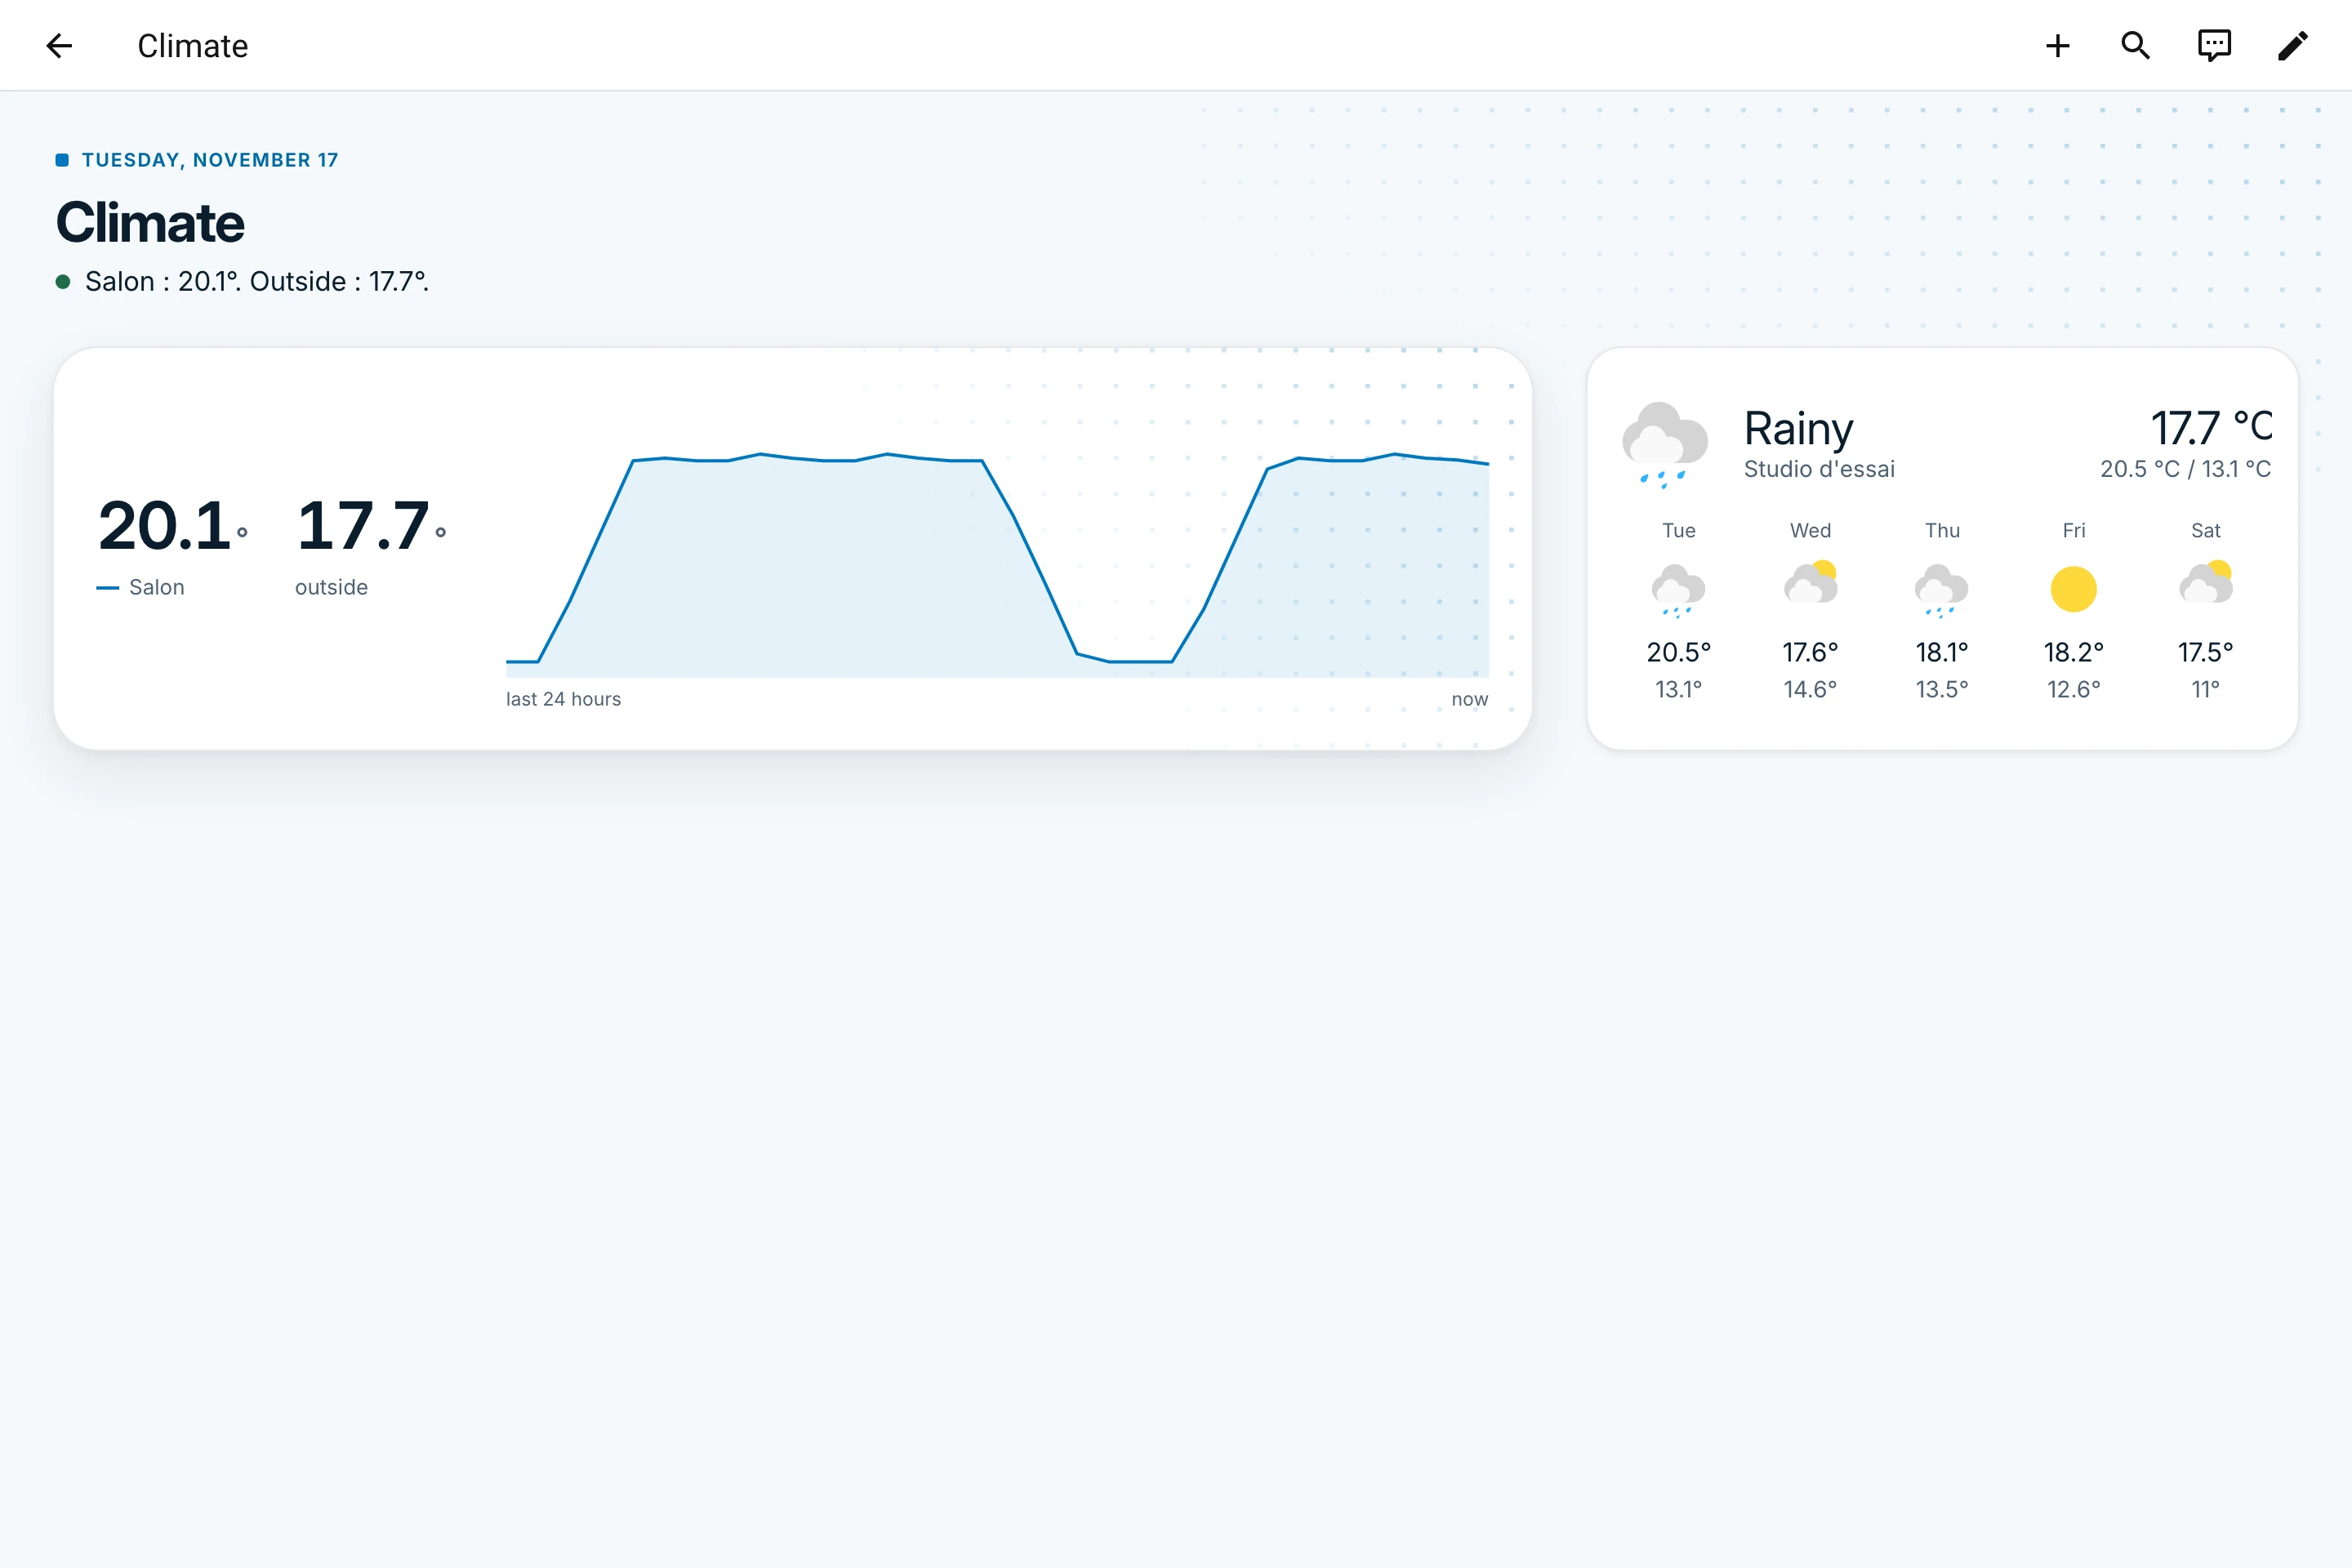 Climate
TUESDAY, NOVEMBER 17
Climate
Salon : 20.1°. Outside : 17.7°.
20.1°
17.7°
Salon
outside
last 24 hours
now
Rainy
17.7 °C
Studio d'essai
20.5 °C / 13.1 °C
Tue Wed Thu Fri Sat
20.5° 17.6° 18.1° 18.2° 17.5°
13.1° 14.6° 13.5° 12.6° 11°